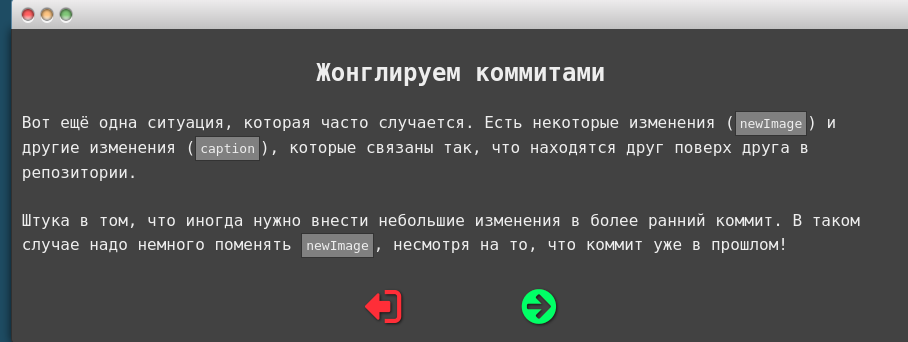 Жонглируем коммитами
Вот ещё одна ситуация, которая часто случается. Есть некоторые изменения (newImage) и
другие изменения (caption), которые связаны так, что находятся друг поверх друга в
репозитории.
Штука в том, что иногда нужно внести небольшие изменения в более ранний коммит. В таком
случае надо немного поменять newImage, несмотря на то, что коммит уже в прошлом!